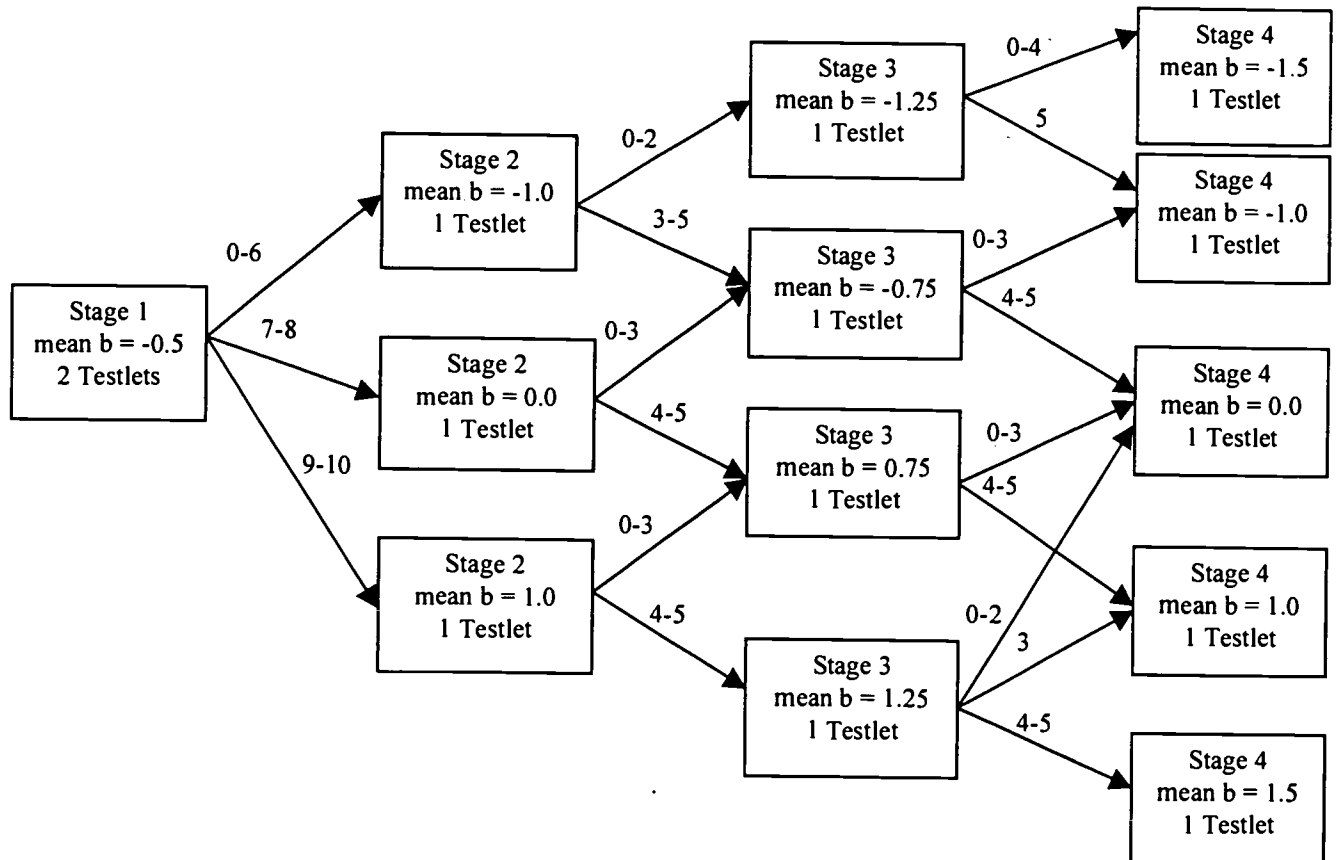 Stage 1
mean b = -0.5
2 Testlets
0-6
7-8
9-10
Stage 2
mean b = -1.0
1 Testlet
0-2
3-5
Stage 2
mean b = 0.0
1 Testlet
0-3
4-5
Stage 2
mean b = 1.0
1 Testlet
0-3
4-5
Stage 3
mean b = -1.25
1 Testlet
0-4
5
Stage 3
mean b = -0.75
1 Testlet
0-3
4-5
Stage 3
mean b = 0.75
1 Testlet
0-3
4-5
Stage 3
mean b = 1.25
1 Testlet
0-2
3
4-5
Stage 4
mean b = -1.5
1 Testlet
Stage 4
mean b = -1.0
1 Testlet
Stage 4
mean b = 0.0
1 Testlet
Stage 4
mean b = 1.0
1 Testlet
Stage 4
mean b = 1.5
1 Testlet